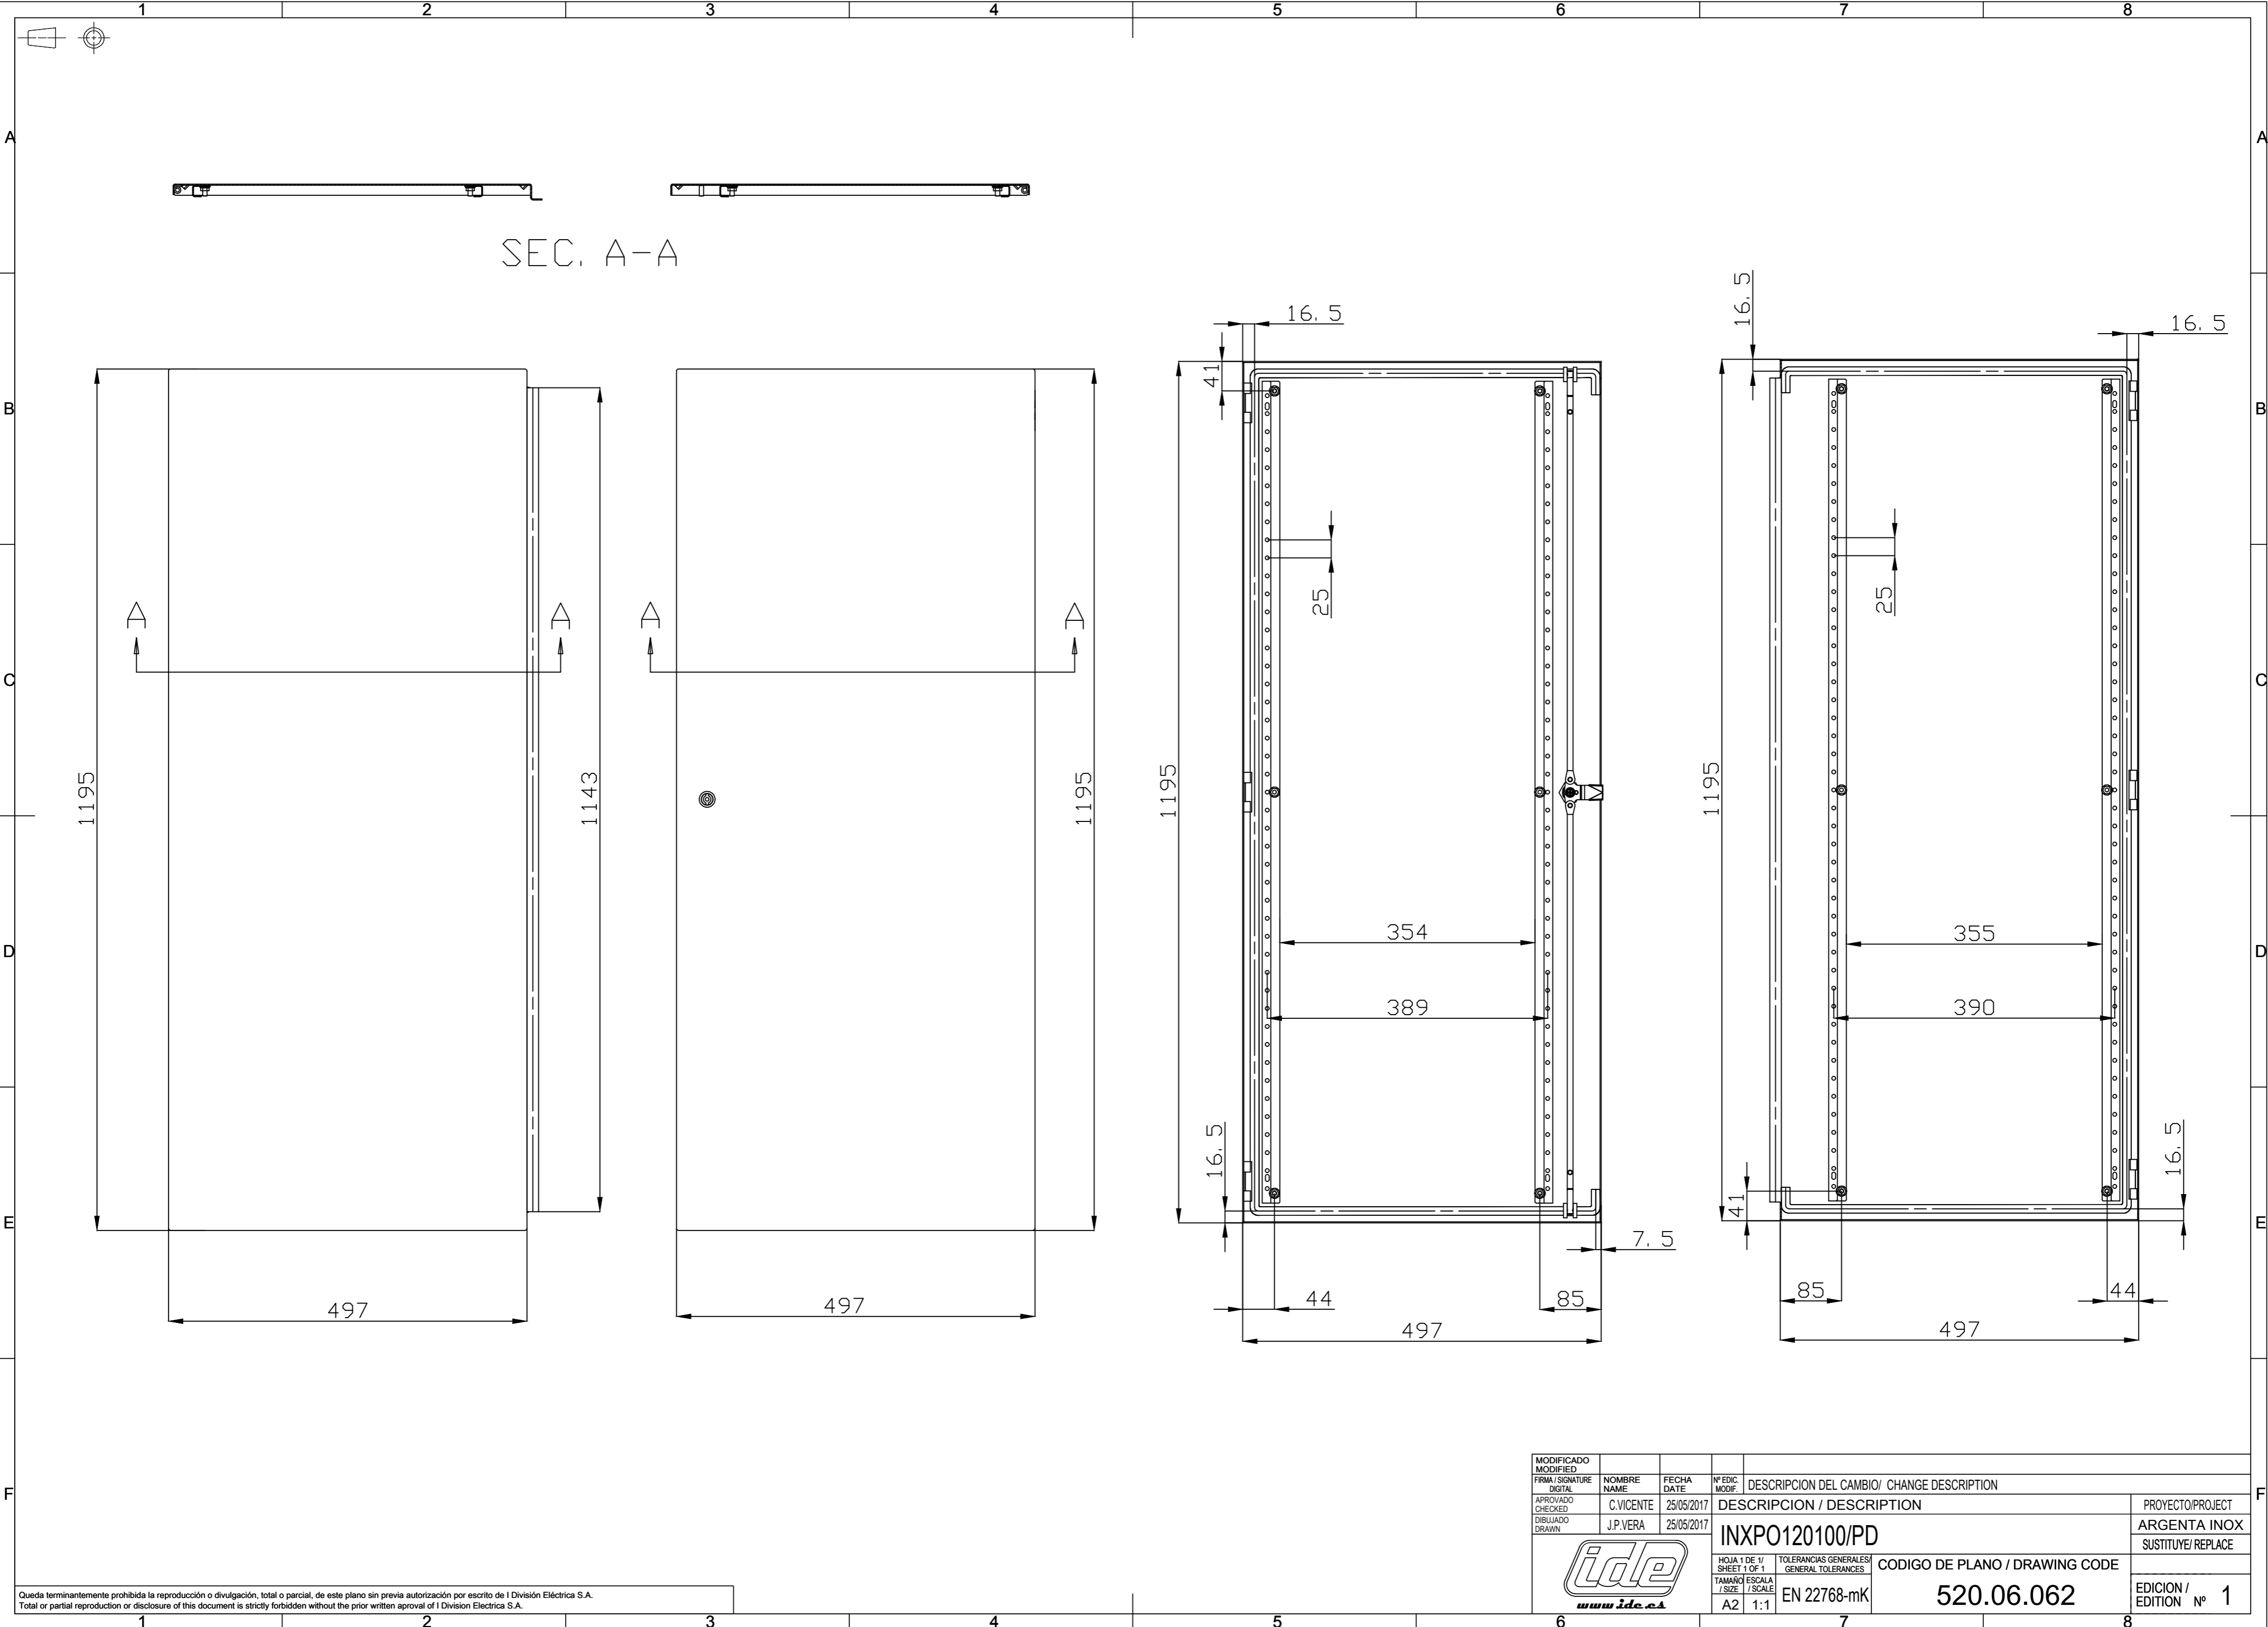 1 2 3 4 5 6 7 8
A A
SEC. A-A
16. 5
16. 5
16. 5
41
B B
25
25
A A A A
C C
1195
1143
1195
1195
1195
354
355
D D
389
390
16. 5
16. 5
41
E E
7. 5
497
497
44
85
85
44
497
497
F F
MODIFICADO
MODIFIED
FIRMA / SIGNATURE
DIGITAL
NOMBRE
NAME
FECHA
DATE
Nº EDIC.
MODIF.
DESCRIPCION DEL CAMBIO/ CHANGE DESCRIPTION
APROVADO
CHECKED
C.VICENTE
25/05/2017
DESCRIPCION / DESCRIPTION
PROYECTO/PROJECT
DIBUJADO
DRAWN
J.P.VERA
25/05/2017
INXPO120100/PD
ARGENTA INOX
SUSTITUYE/ REPLACE
ide
www.ide.es
HOJA 1 DE 1/
SHEET 1 OF 1
TOLERANCIAS GENERALES/
GENERAL TOLERANCES
CODIGO DE PLANO / DRAWING CODE
TAMAÑO
/ SIZE
ESCALA
/ SCALE
A2
1:1
EN 22768-mK
520.06.062
EDICION /
EDITION Nº 1
Queda terminantemente prohibida la reproducción o divulgación, total o parcial, de este plano sin previa autorización por escrito de I División Eléctrica S.A.
Total or partial reproduction or disclosure of this document is strictly forbidden without the prior written aproval of I Division Electrica S.A.
1 2 3 4 5 6 7 8